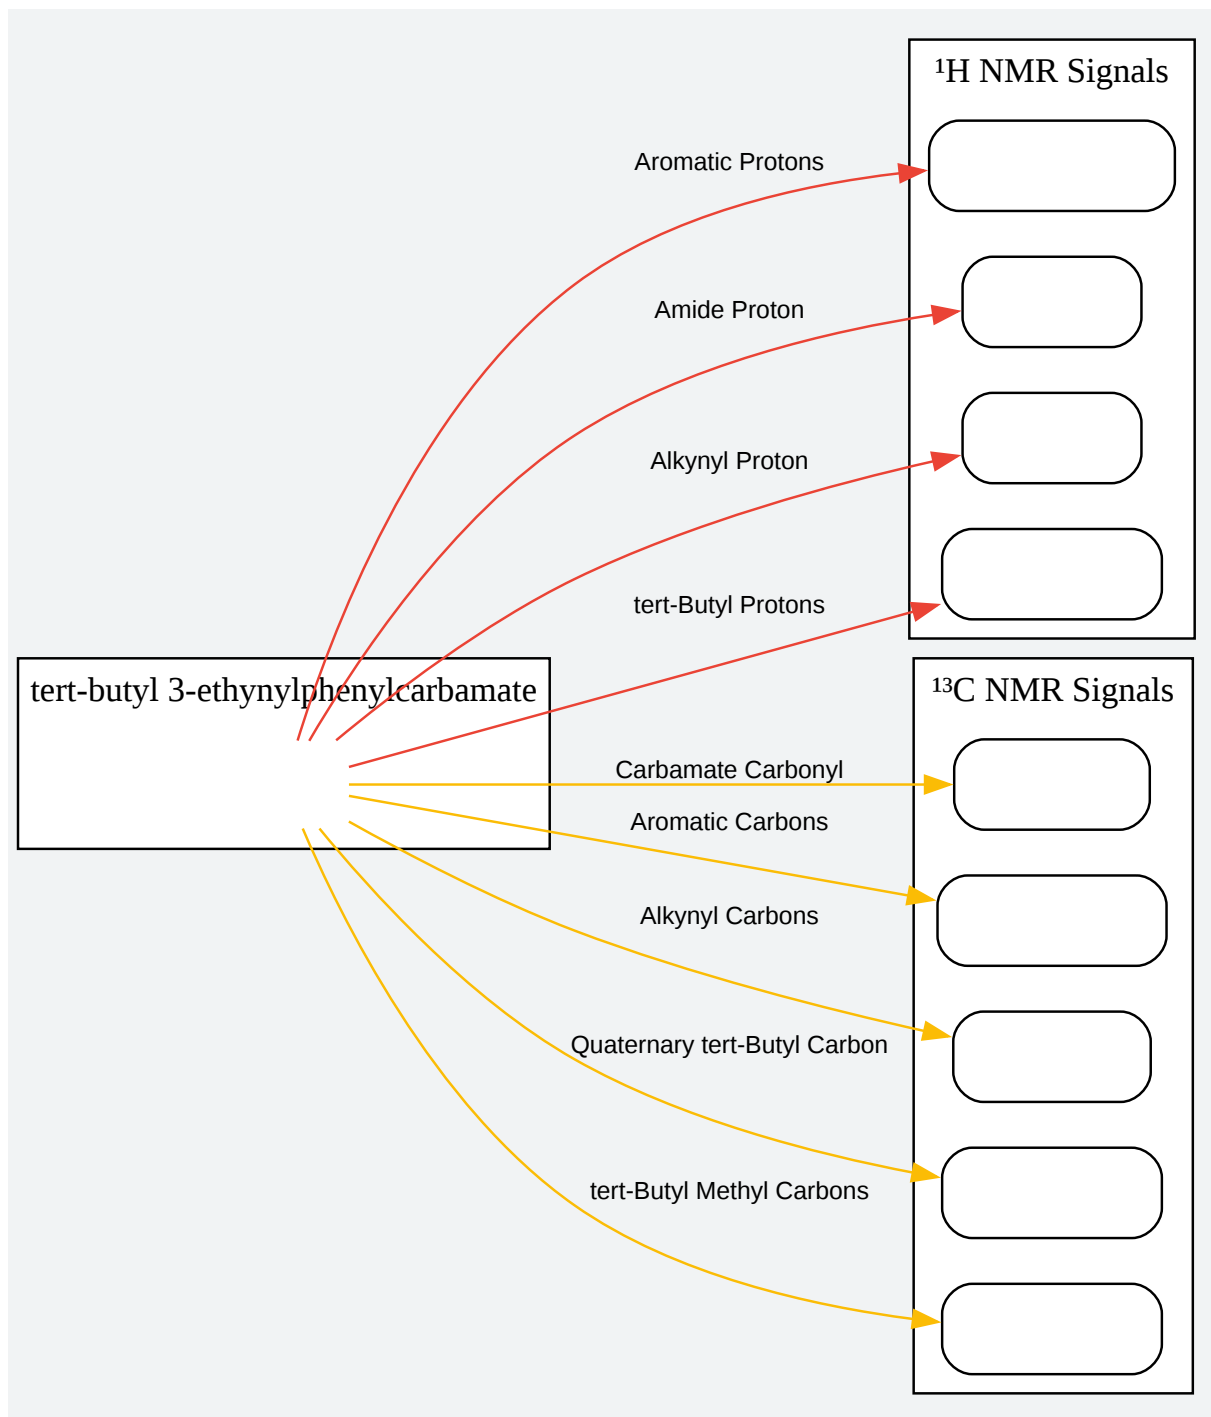 ¹H NMR Signals
Aromatic Protons
Amide Proton
Alkynyl Proton
tert-Butyl Protons
tert-butyl 3-ethynylphenylcarbamate
¹³C NMR Signals
Carbamate Carbonyl
Aromatic Carbons
Alkynyl Carbons
Quaternary tert-Butyl Carbon
tert-Butyl Methyl Carbons